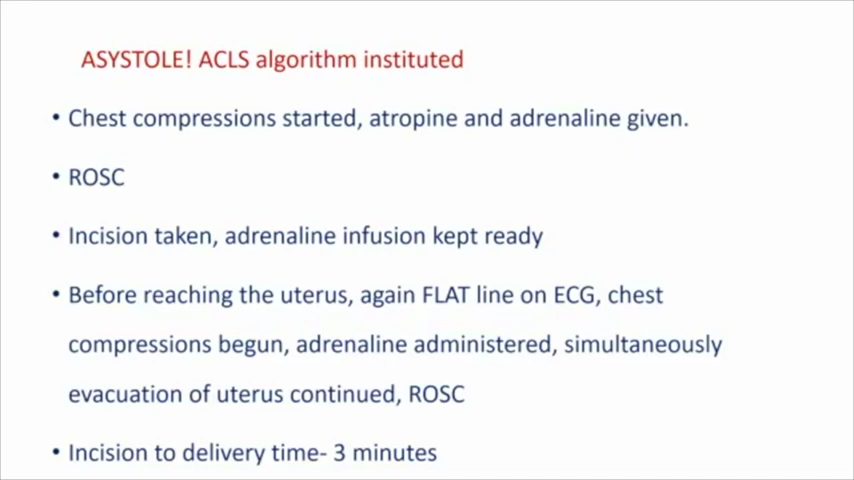 ASYSTOLE! ACLS algorithm instituted
• Chest compressions started, atropine and adrenaline given.
• ROSC
• Incision taken, adrenaline infusion kept ready
• Before reaching the uterus, again FLAT line on ECG, chest
compressions begun, adrenaline administered, simultaneously
evacuation of uterus continued, ROSC
• Incision to delivery time- 3 minutes